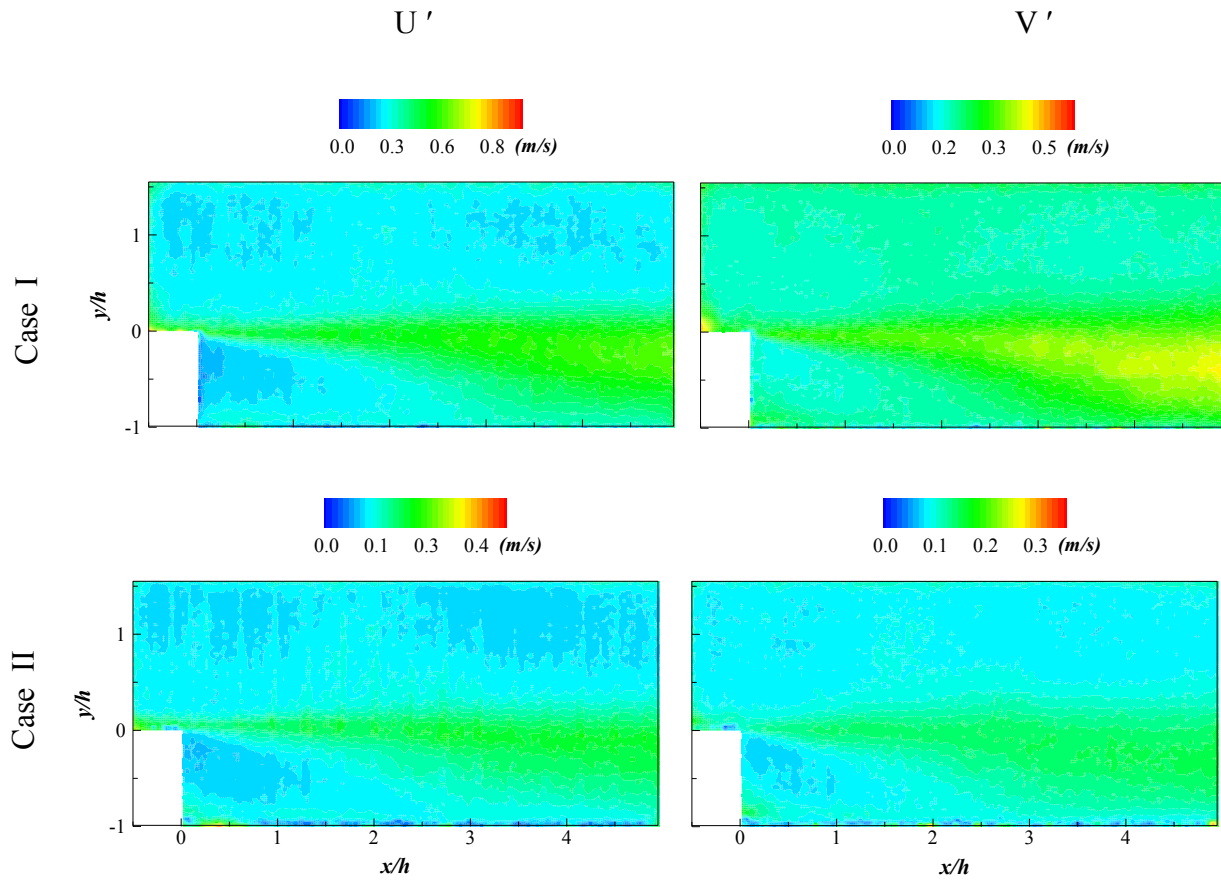 U ′ V ′
0.0 0.3 0.6 0.8 (m/s)
0.0 0.2 0.3 0.5 (m/s)
Case I
y/h
1
0
-1
0.0 0.1 0.3 0.4 (m/s)
0.0 0.1 0.2 0.3 (m/s)
Case II
y/h
1
0
-1
0 1 2 3 4
0 1 2 3 4
x/h x/h